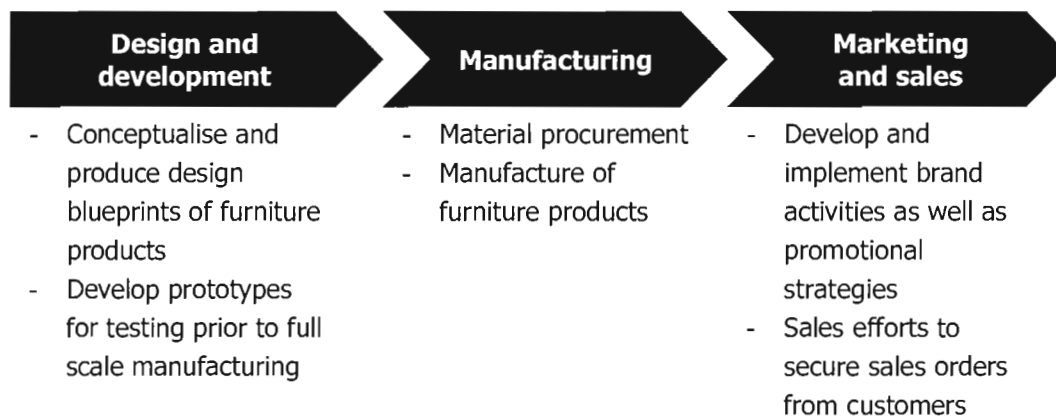 Design and
development
- Conceptualise and
produce design
blueprints of furniture
products
- Develop prototypes
for testing prior to full
scale manufacturing
Manufacturing
- Material procurement
- Manufacture of
furniture products
Marketing
and sales
- Develop and
implement brand
activities as well as
promotional
strategies
- Sales efforts to
secure sales orders
from customers